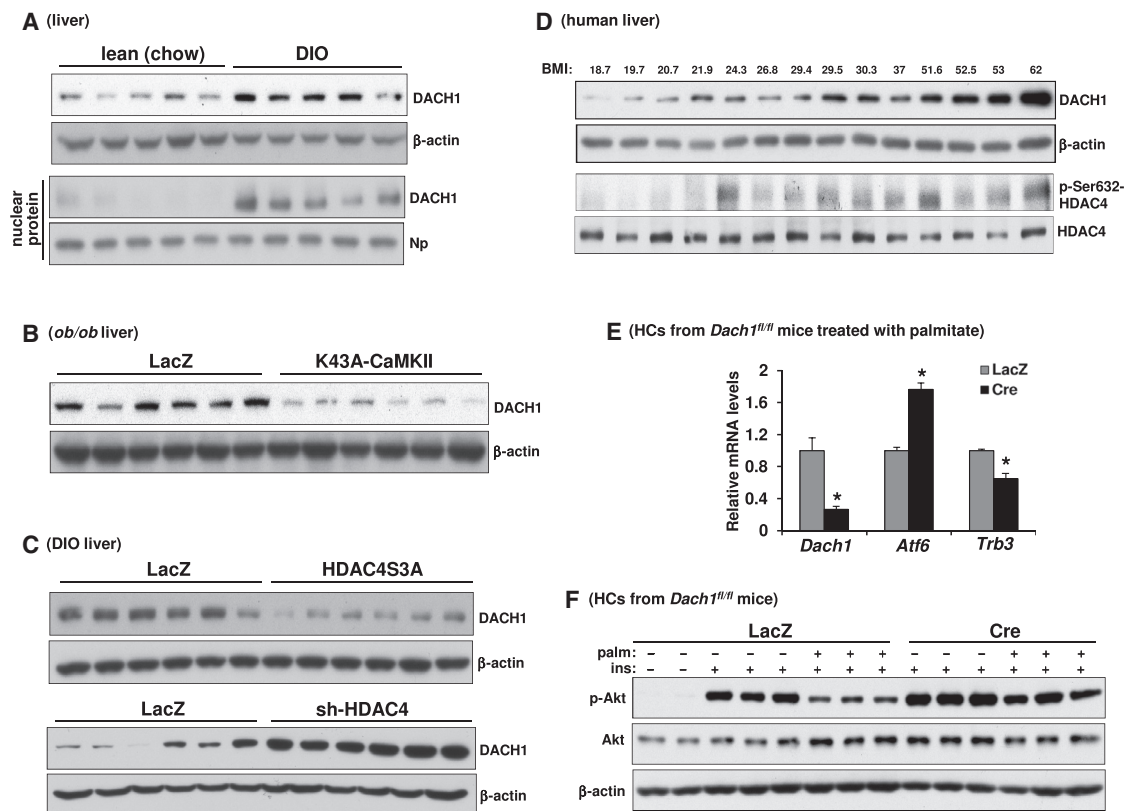 A (liver)
lean (chow) DIO
DACH1
β-actin
nuclear protein
DACH1
Np
B (ob/ob liver)
LacZ K43A-CaMKII
DACH1
β-actin
C (DIO liver)
LacZ HDAC4S3A
DACH1
β-actin
LacZ sh-HDAC4
DACH1
β-actin
D (human liver)
BMI: 18.7 19.7 20.7 21.9 24.3 26.8 29.4 29.5 30.3 37 51.6 52.5 53 62
DACH1
β-actin
p-Ser632-
HDAC4
HDAC4
E (HCs from Dach1fl/fl mice treated with palmitate)
Relative mRNA levels
2
1.6
1.2
0.8
0.4
0
LacZ
Cre
* * *
Dach1 Atf6 Trb3
F (HCs from Dach1fl/fl mice)
LacZ Cre
palm: – – – – – + + + – – – + + +
ins: – – + + + + + + + + + + + +
p-Akt
Akt
β-actin